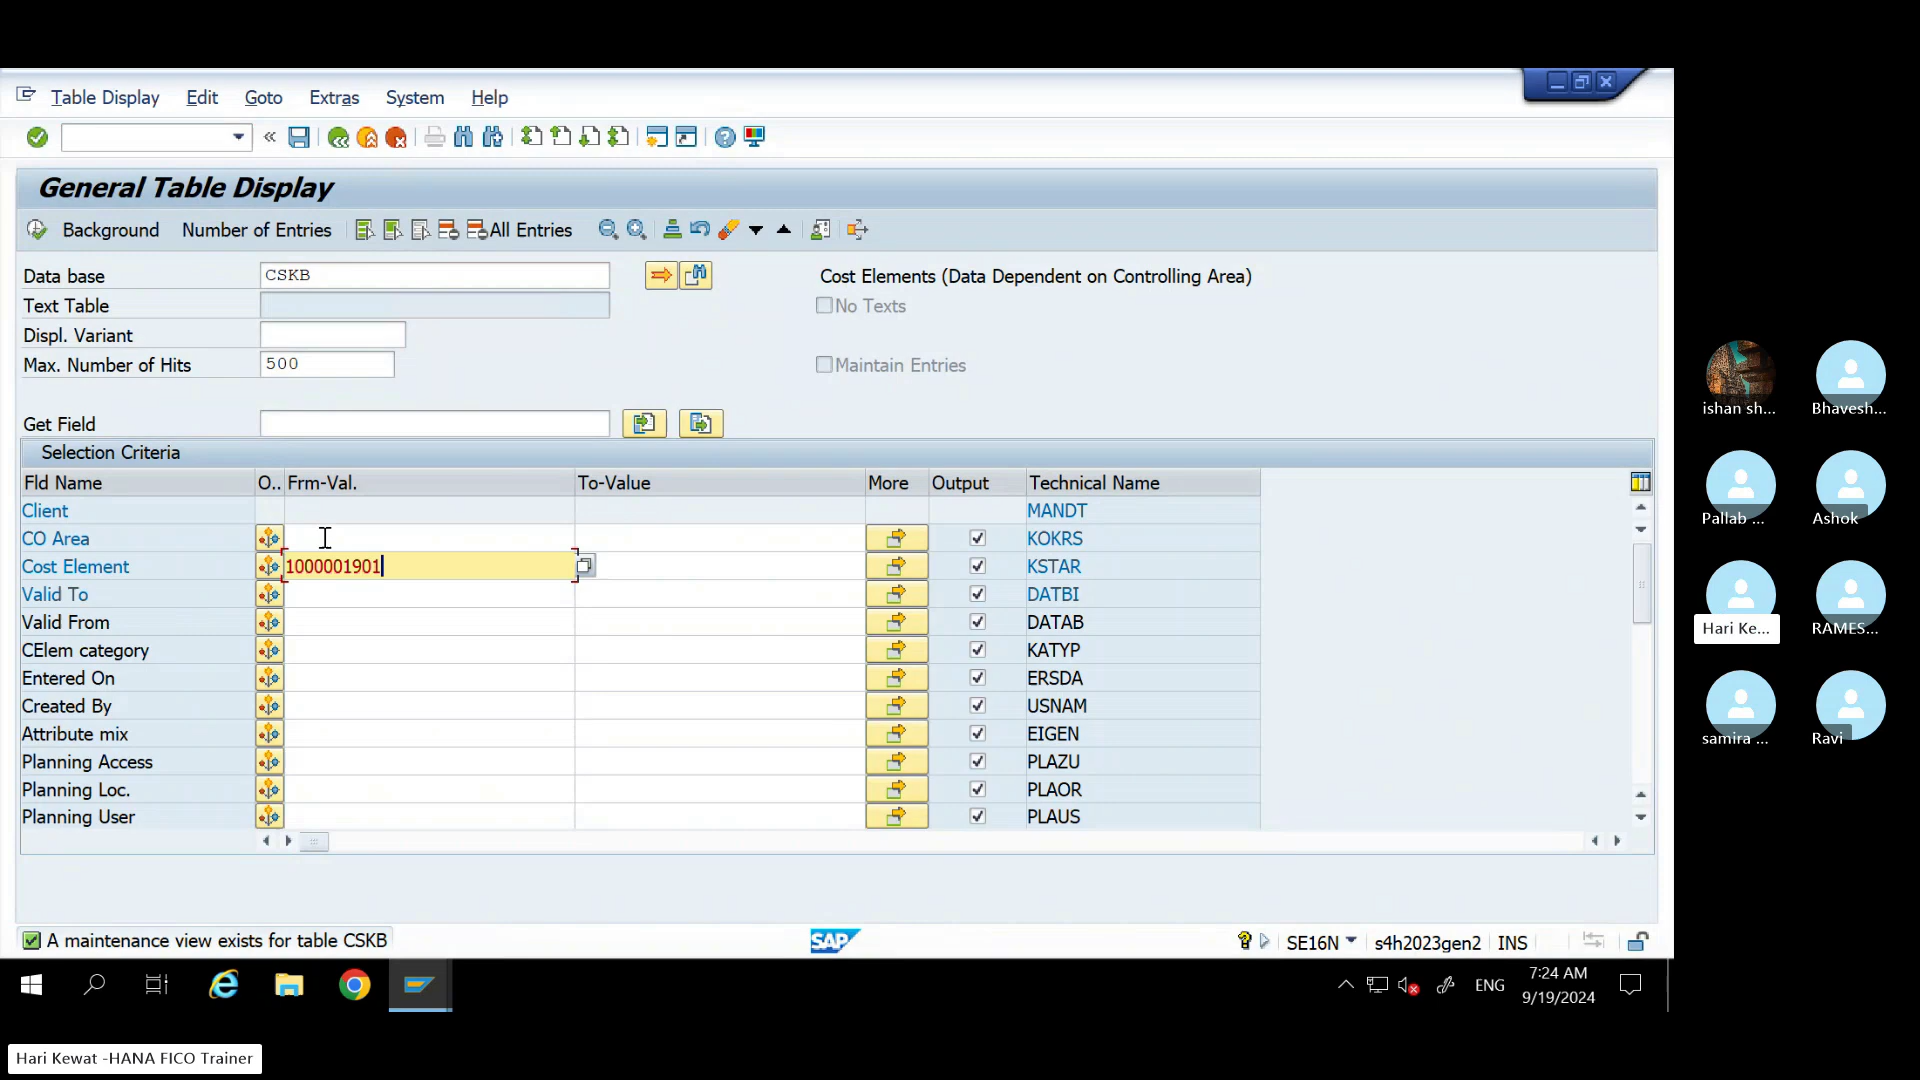 Table Display Edit Goto Extras System Help
General Table Display
Background Number of Entries All Entries
Data base CSKB Cost Elements (Data Dependent on Controlling Area)
Text Table No Texts
Displ. Variant
Max. Number of Hits 500 Maintain Entries
Get Field
Selection Criteria
Fld Name O.. Frm-Val. To-Value More Output Technical Name
Client MANDT
CO Area KOKRS
Cost Element 1000001901 KSTAR
Valid To DATBI
Valid From DATAB
CElem category KATYP
Entered On ERSDA
Created By USNAM
Attribute mix EIGEN
Planning Access PLAZU
Planning Loc. PLAOR
Planning User PLAUS
A maintenance view exists for table CSKB SAP SE16N s4h2023gen2 INS
ENG 7:24 AM
9/19/2024
ishan sh... Bhavesh...
Pallab ... Ashok
Hari Ke... RAMES...
samira ... Ravi
Hari Kewat -HANA FICO Trainer